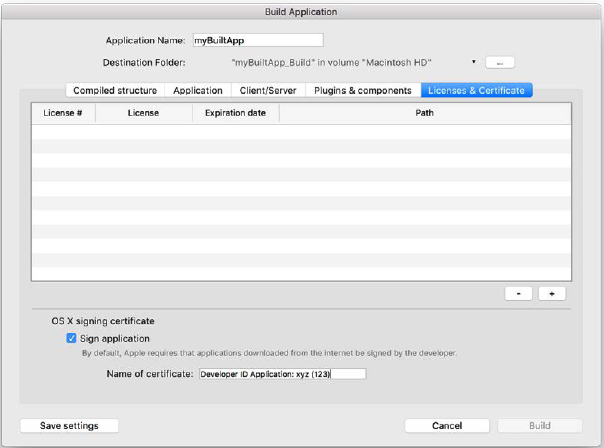 Build Application
Application Name: myBuiltApp
Destination Folder: "myBuiltApp_Build" in volume "Macintosh HD" ...
Compiled structure Application Client/Server Plugins & components Licenses & Certificate
License # License Expiration date Path
- +
OS X signing certificate
Sign application
By default, Apple requires that applications downloaded from the internet be signed by the developer.
Name of certificate: Developer ID Application: xyz (123)
Save settings Cancel Build